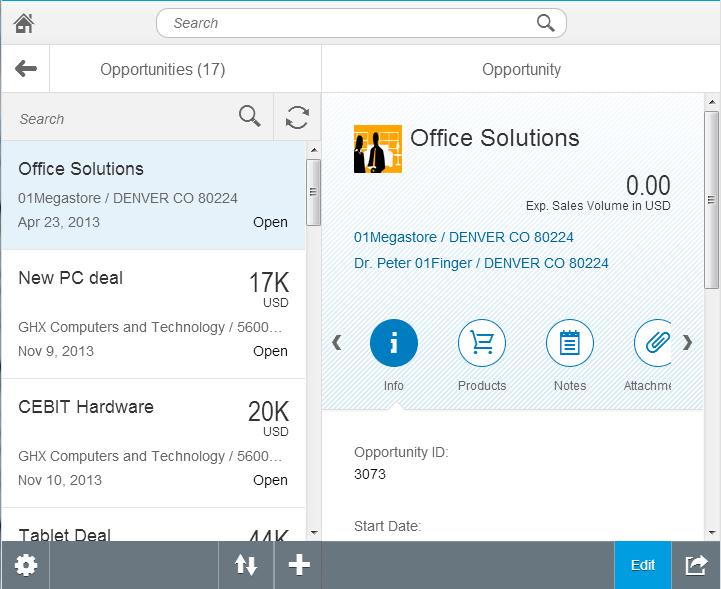 Search
Opportunities (17)
Opportunity
Search
Office Solutions
01Megastore / DENVER CO 80224
Apr 23, 2013
Open
New PC deal
17K
USD
GHX Computers and Technology / 5600...
Nov 9, 2013
Open
CEBIT Hardware
20K
USD
GHX Computers and Technology / 5600...
Nov 10, 2013
Open
Tablet Deal
44K
Office Solutions
0.00
Exp. Sales Volume in USD
01Megastore / DENVER CO 80224
Dr. Peter 01Finger / DENVER CO 80224
Info
Products
Notes
Attachme
Opportunity ID:
3073
Start Date:
Edit